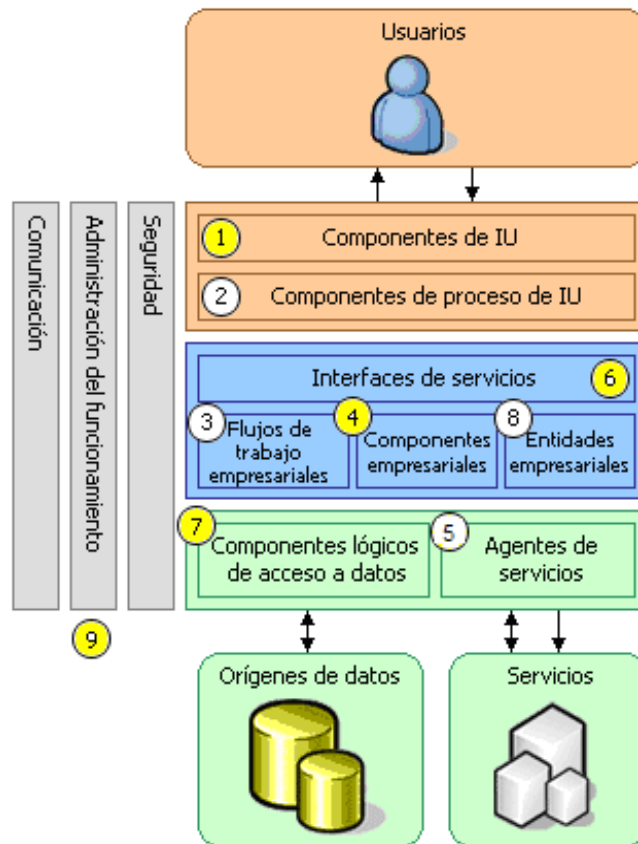 Usuarios
Comunicación
Administración del funcionamiento
Seguridad
1
Componentes de IU
2
Componentes de proceso de IU
Interfaces de servicios
6
3
Flujos de
trabajo
empresariales
4
Componentes
empresariales
8
Entidades
empresariales
7
Componentes lógicos
de acceso a datos
5
Agentes de
servicios
9
Orígenes de datos
Servicios